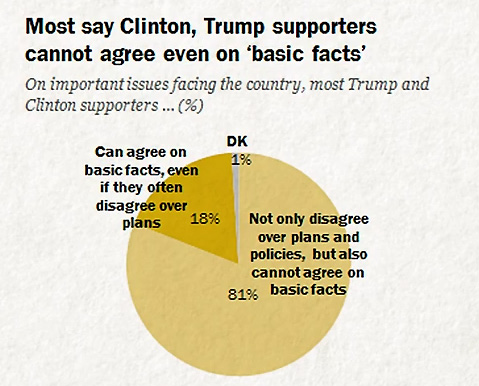 Most say Clinton, Trump supporters
cannot agree even on ‘basic facts’
On important issues facing the country, most Trump and
Clinton supporters ... (%)
DK
1%
Can agree on
basic facts, even
if they often
disagree over
plans
18%
Not only disagree
over plans and
policies, but also
cannot agree on
basic facts
81%